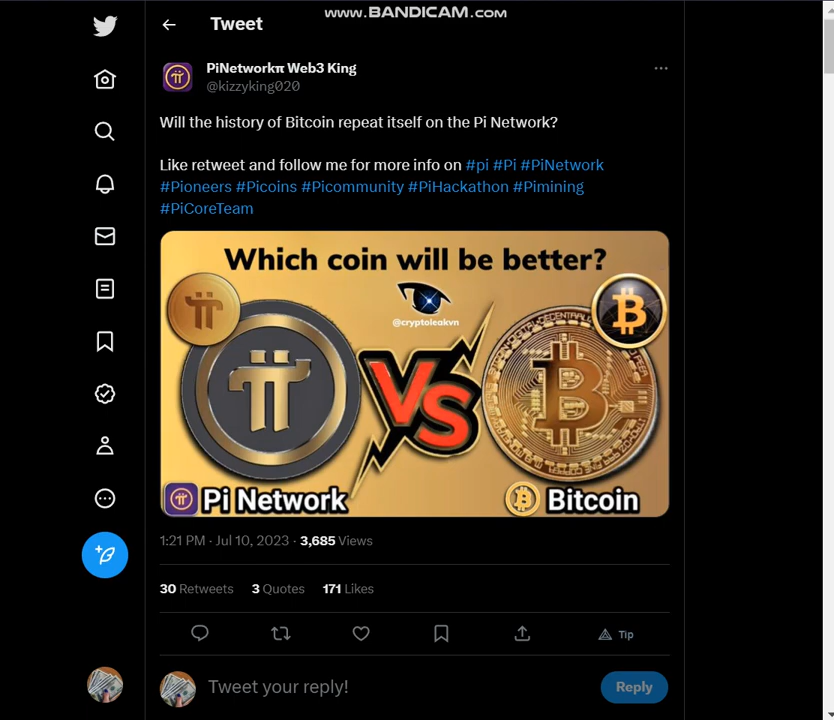 www.BANDICAM.com
Tweet
PiNetworkπ Web3 King
@kizzyking020
Will the history of Bitcoin repeat itself on the Pi Network?
Like retweet and follow me for more info on #pi #Pi #PiNetwork
#Pioneers #Picoins #Picommunity #PiHackathon #Pimining
#PiCoreTeam
Which coin will be better?
@cryptoleakvn
VS
Pi Network
Bitcoin
1:21 PM · Jul 10, 2023 · 3,685 Views
30 Retweets 3 Quotes 171 Likes
Tip
Tweet your reply!
Reply